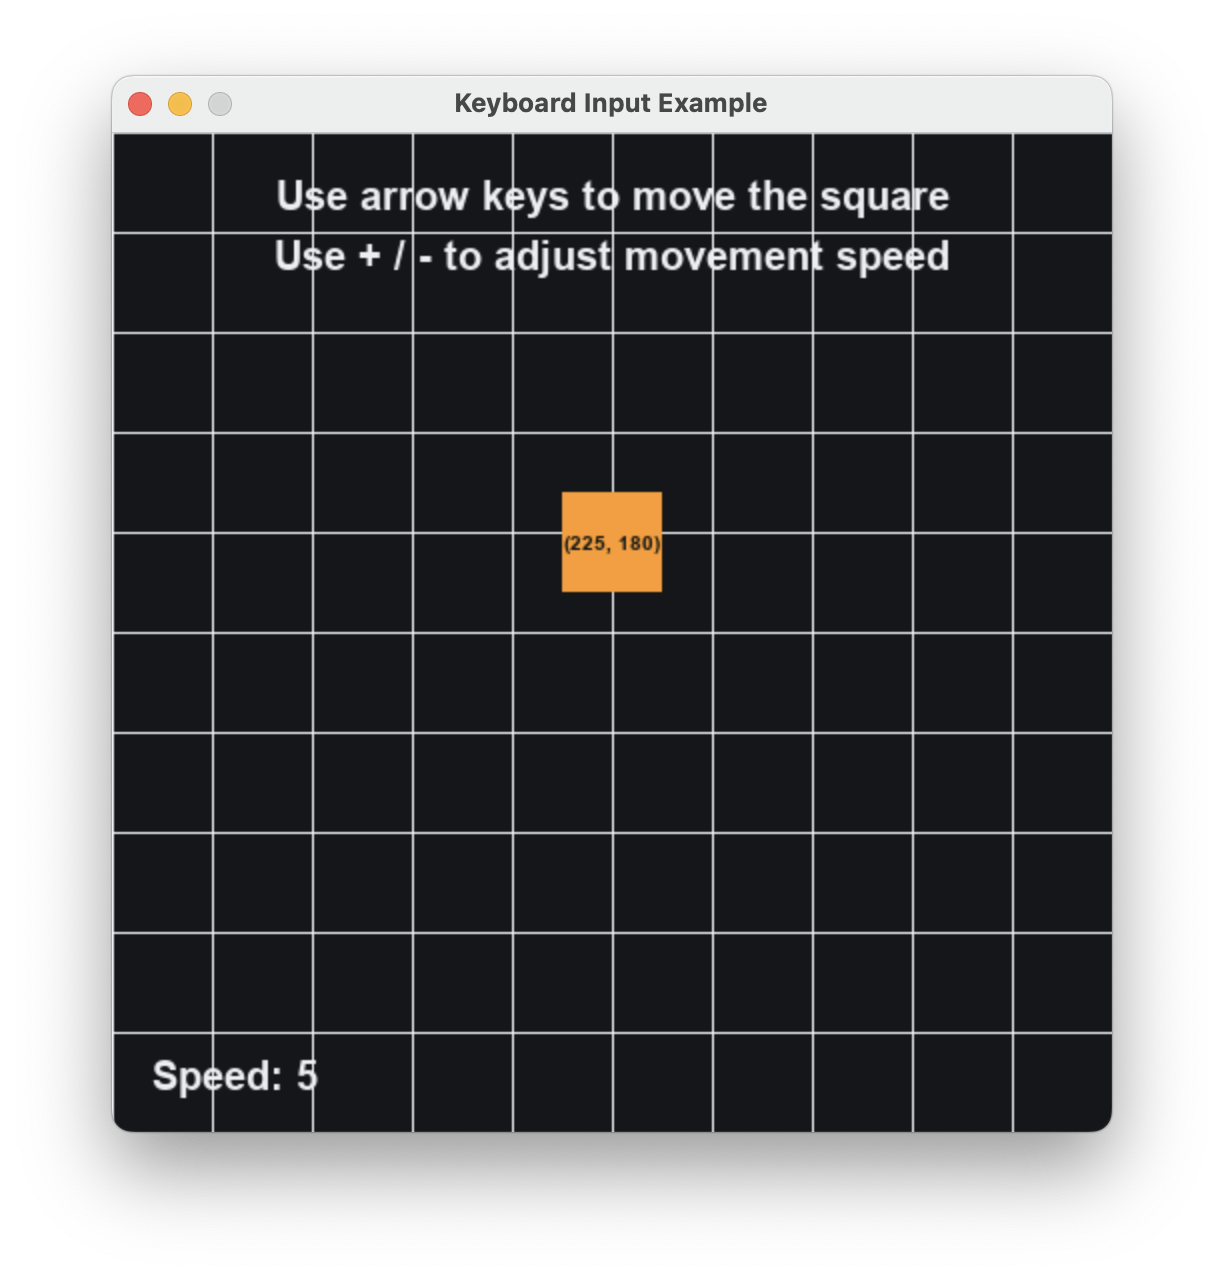 Keyboard Input Example
Use arrow keys to move the square
Use + / - to adjust movement speed
(225, 180)
Speed: 5